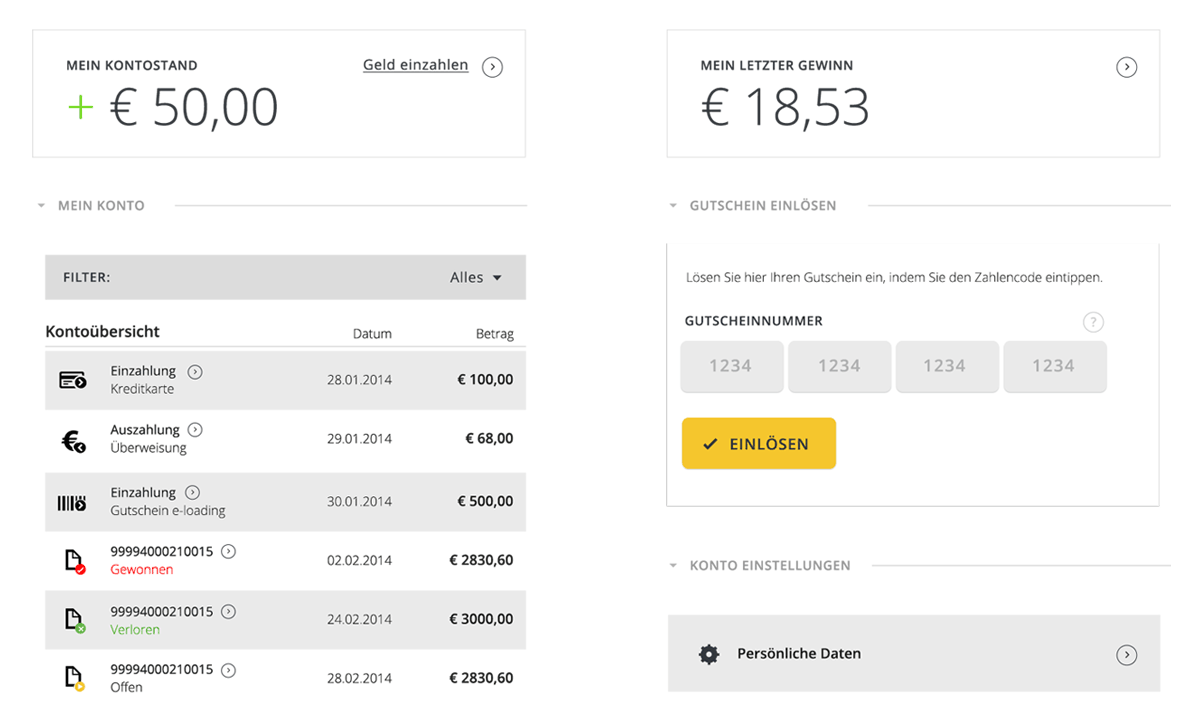 MEIN KONTOSTAND
Geld einzahlen
+ € 50,00
MEIN KONTO
FILTER:
Alles
Kontoübersicht Datum Betrag
Einzahlung
Kreditkarte
28.01.2014
€ 100,00
Auszahlung
Überweisung
29.01.2014
€ 68,00
Einzahlung
Gutschein e-loading
30.01.2014
€ 500,00
99994000210015
Gewonnen
02.02.2014
€ 2830,60
99994000210015
Verloren
24.02.2014
€ 3000,00
99994000210015
Offen
28.02.2014
€ 2830,60
MEIN LETZTER GEWINN
€ 18,53
GUTSCHEIN EINLÖSEN
Lösen Sie hier Ihren Gutschein ein, indem Sie den Zahlencode eintippen.
GUTSCHEINNUMMER
?
1234 1234 1234 1234
EINLÖSEN
KONTO EINSTELLUNGEN
Persönliche Daten